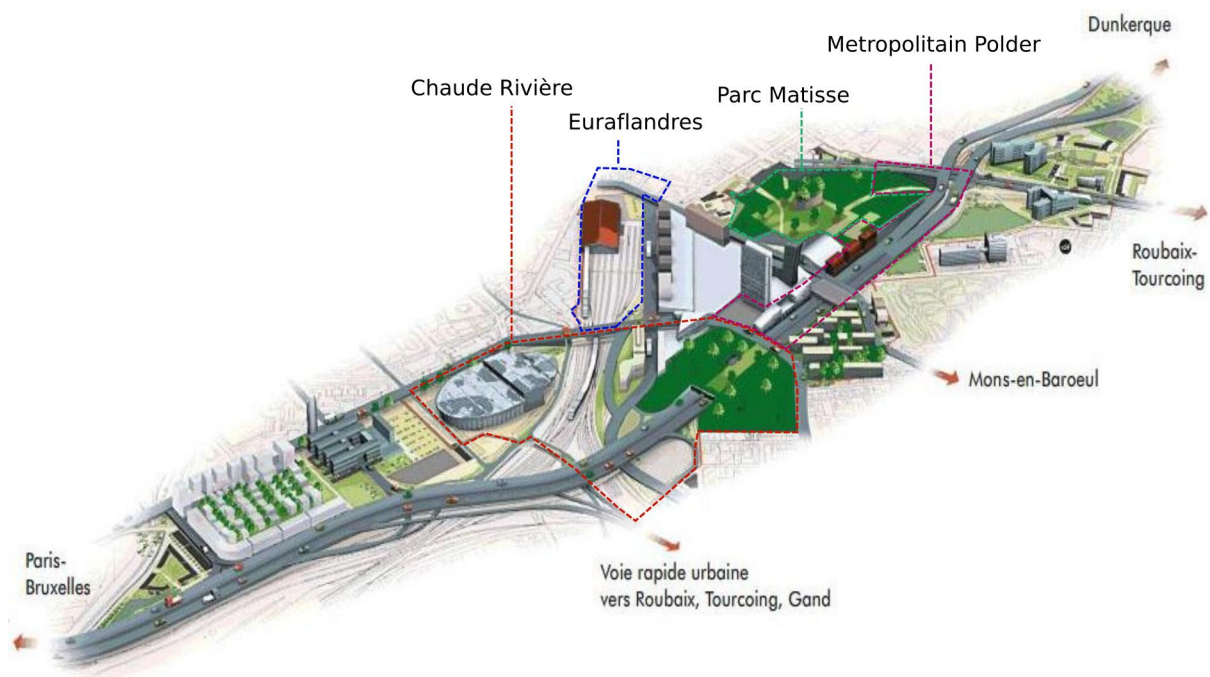 Dunkerque
Metropolitain Polder
Chaude Rivière
Parc Matisse
Euraflandres
Roubaix-
Tourcoing
Mons-en-Baroeul
Paris-
Bruxelles
Voie rapide urbaine
vers Roubaix, Tourcoing, Gand